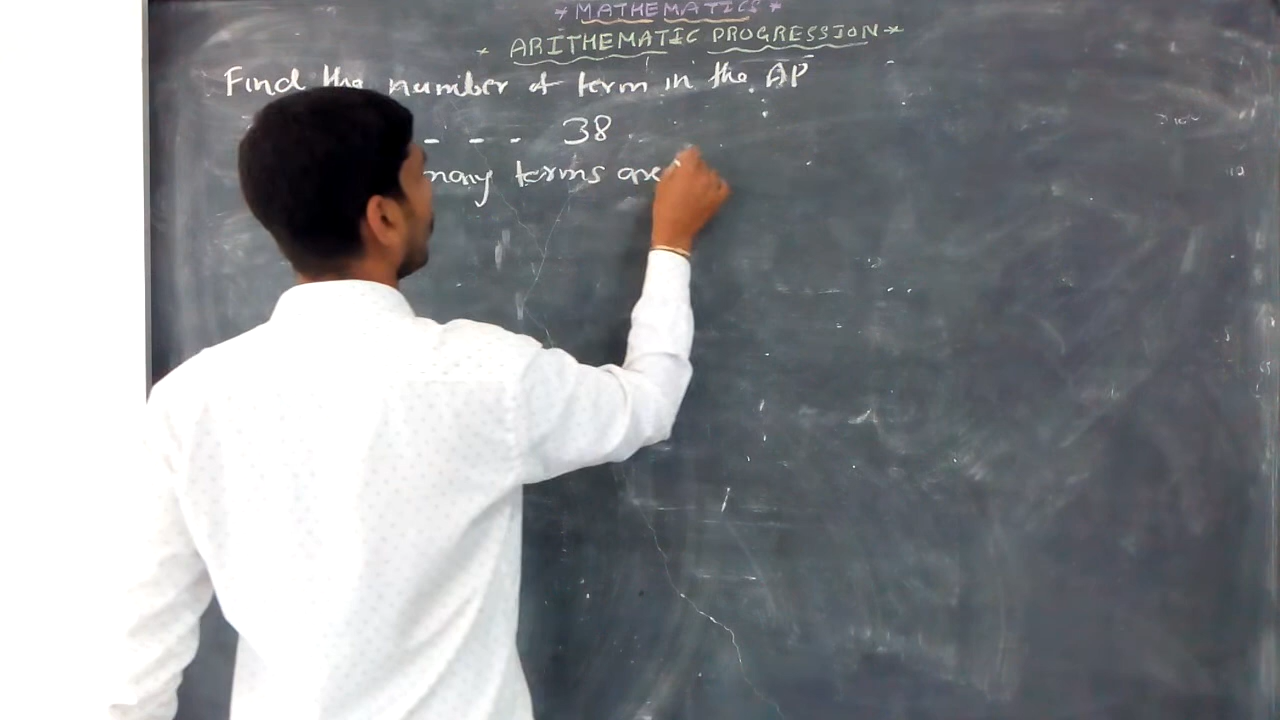 * MATHEMATICS *
* ARITHEMATIC PROGRESSION *
Find the number of term in the AP
- - - 38
many terms are